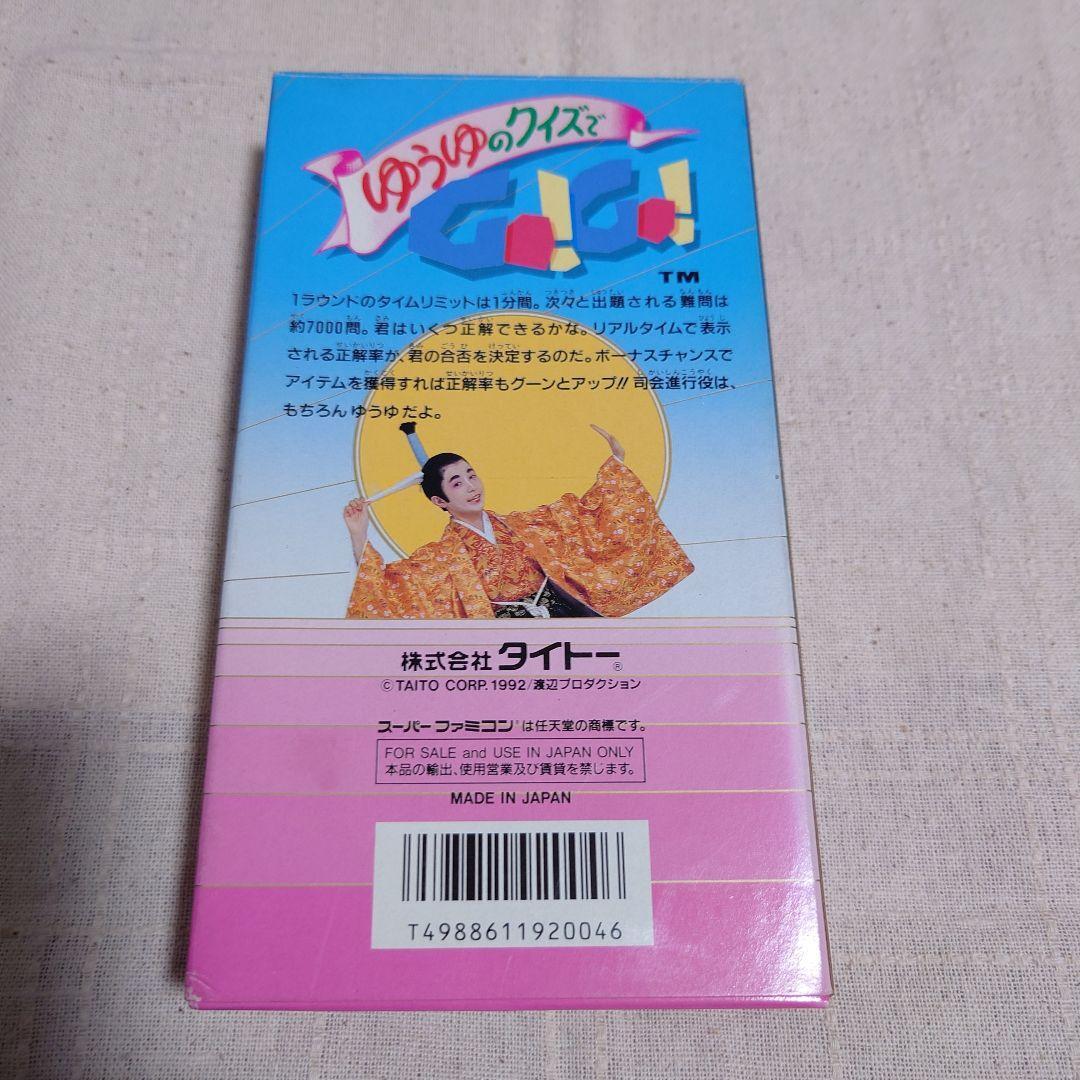 ゆうゆのクイズで
Go!Go!
TM
1ラウンドのタイムリミットは1分間。次々と出題される難問は
約7000問。君はいくつ正解できるかな。リアルタイムで表示
される正解率が、君の合否を決定するのだ。ボーナスチャンスで
アイテムを獲得すれば正解率もグーンとアップ!! 司会進行役は、
もちろんゆうゆだよ。
株式会社 タイトー®
© TAITO CORP. 1992/渡辺プロダクション
スーパーファミコン®は任天堂の商標です。
FOR SALE and USE IN JAPAN ONLY
本品の輸出、使用営業及び賃貸を禁じます。
MADE IN JAPAN
T4988611920046